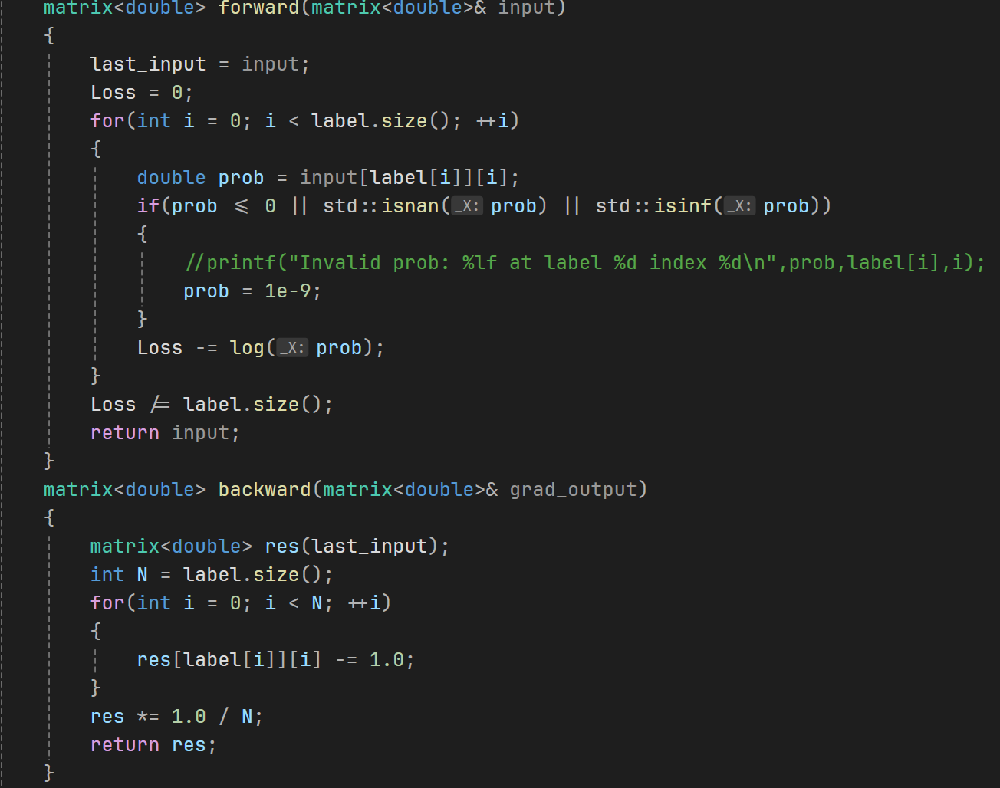 matrix<double> forward(matrix<double>& input)
{
last_input = input;
Loss = 0;
for(int i = 0; i < label.size(); ++i)
{
double prob = input[label[i]][i];
if(prob <= 0 || std::isnan(_X: prob) || std::isinf(_X: prob))
{
//printf("Invalid prob: %lf at label %d index %d\n",prob,label[i],i);
prob = 1e-9;
}
Loss -= log(_X: prob);
}
Loss /= label.size();
return input;
}
matrix<double> backward(matrix<double>& grad_output)
{
matrix<double> res(last_input);
int N = label.size();
for(int i = 0; i < N; ++i)
{
res[label[i]][i] -= 1.0;
}
res *= 1.0 / N;
return res;
}